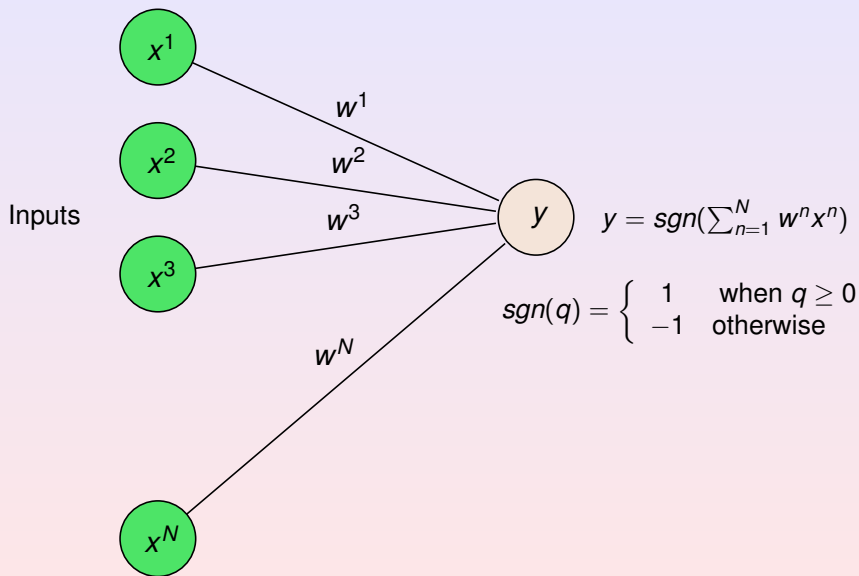 x¹
w¹
x²
w²
Inputs
w³
y
y = sgn(∑ₙ₌₁ᴺ wⁿxⁿ)
x³
sgn(q) = { 1 when q ≥ 0
−1 otherwise
wᴺ
xᴺ